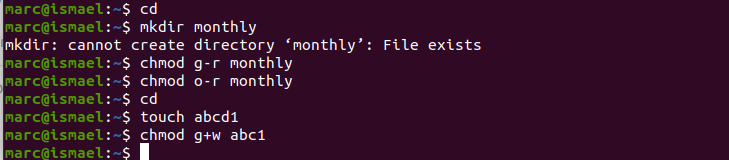 marc@ismael:~$ cd
marc@ismael:~$ mkdir monthly
mkdir: cannot create directory ‘monthly’: File exists
marc@ismael:~$ chmod g-r monthly
marc@ismael:~$ chmod o-r monthly
marc@ismael:~$ cd
marc@ismael:~$ touch abcd1
marc@ismael:~$ chmod g+w abc1
marc@ismael:~$